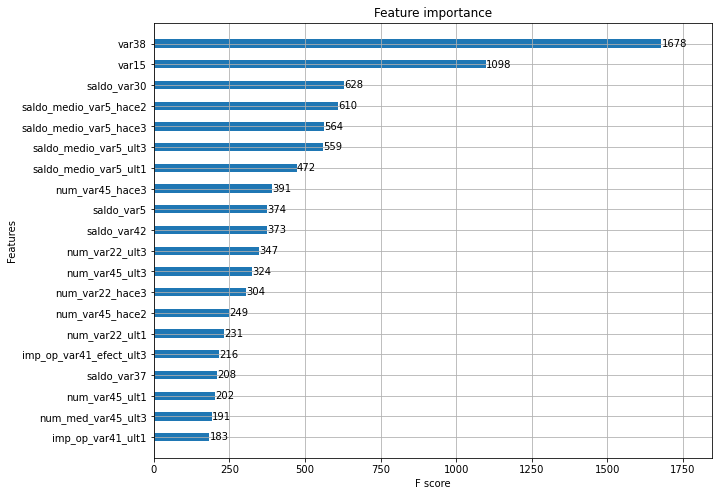 Feature importance
var38 1678
var15 1098
saldo_var30 628
saldo_medio_var5_hace2 610
saldo_medio_var5_hace3 564
saldo_medio_var5_ult3 559
saldo_medio_var5_ult1 472
num_var45_hace3 391
saldo_var5 374
saldo_var42 373
num_var22_ult3 347
num_var45_ult3 324
num_var22_hace3 304
num_var45_hace2 249
num_var22_ult1 231
imp_op_var41_efect_ult3 216
saldo_var37 208
num_var45_ult1 202
num_med_var45_ult3 191
imp_op_var41_ult1 183
Features
0 250 500 750 1000 1250 1500 1750
F score